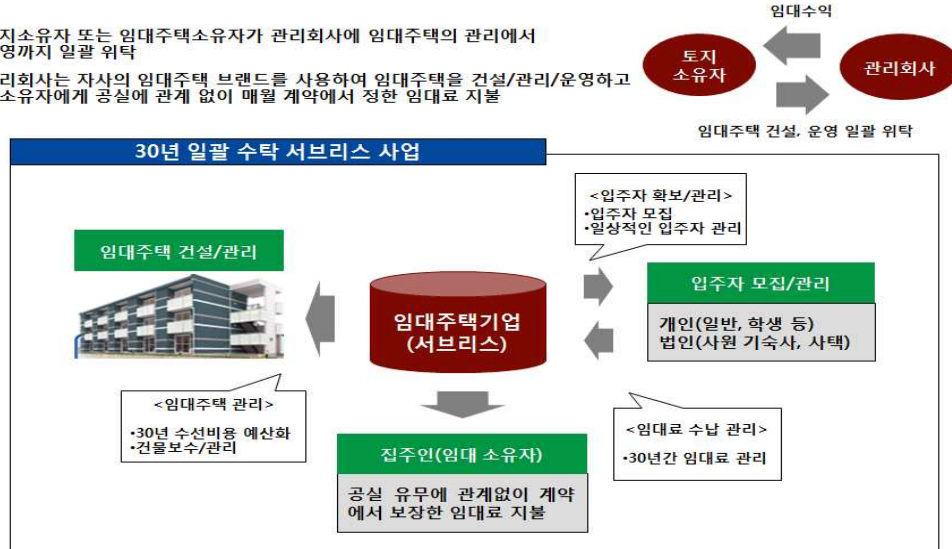 임대수익
지소유자 또는 임대주택소유자가 관리회사에 임대주택의 관리에서
영까지 일괄 위탁
리회사는 자사의 임대주택 브랜드를 사용하여 임대주택을 건설/관리/운영하고
소유자에게 공실에 관계 없이 매월 계약에서 정한 임대료 지불
토지
소유자
관리회사
임대주택 건설, 운영 일괄 위탁
30년 일괄 수탁 서브리스 사업
<입주자 확보/관리>
•입주자 모집
•일상적인 입주자 관리
임대주택 건설/관리
임대주택기업
(서브리스)
입주자 모집/관리
개인(일반, 학생 등)
법인(사원 기숙사, 사택)
<임대주택 관리>
•30년 수선비용 예산화
•건물보수/관리
<임대료 수납 관리>
•30년간 임대료 관리
집주인(임대 소유자)
공실 유무에 관계없이 계약
에서 보장한 임대료 지불